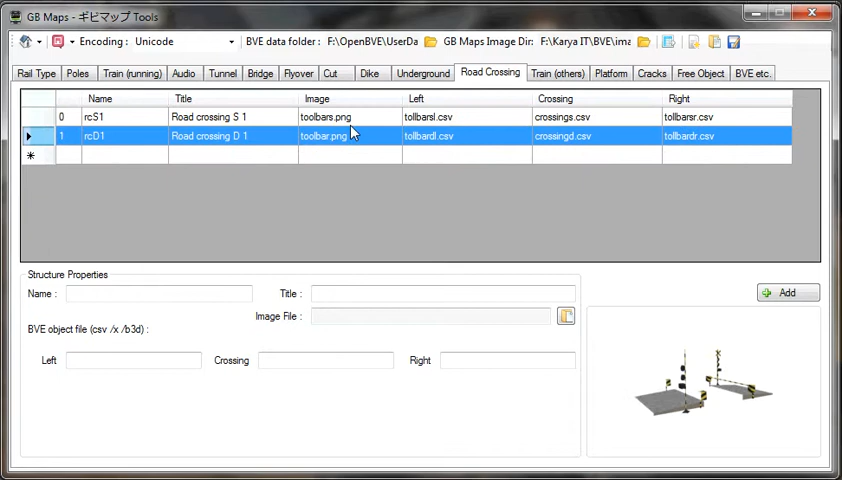 GB Maps - ギビマップ Tools
Encoding : Unicode BVE data folder : F:\OpenBVE\UserDa GB Maps Image Dir: F:\Karya IT\BVE\ima
Rail Type Poles Train (running) Audio Tunnel Bridge Flyover Cut Dike Underground Road Crossing Train (others) Platform Cracks Free Object BVE etc.
Name Title Image Left Crossing Right
0 rcS1 Road crossing S 1 toolbars.png tollbarsl.csv crossings.csv tollbarsr.csv
1 rcD1 Road crossing D 1 toolbar.png tollbardl.csv crossingd.csv tollbardr.csv
Structure Properties
Name : Title : Add
Image File :
BVE object file (csv /x /b3d) :
Left Crossing Right